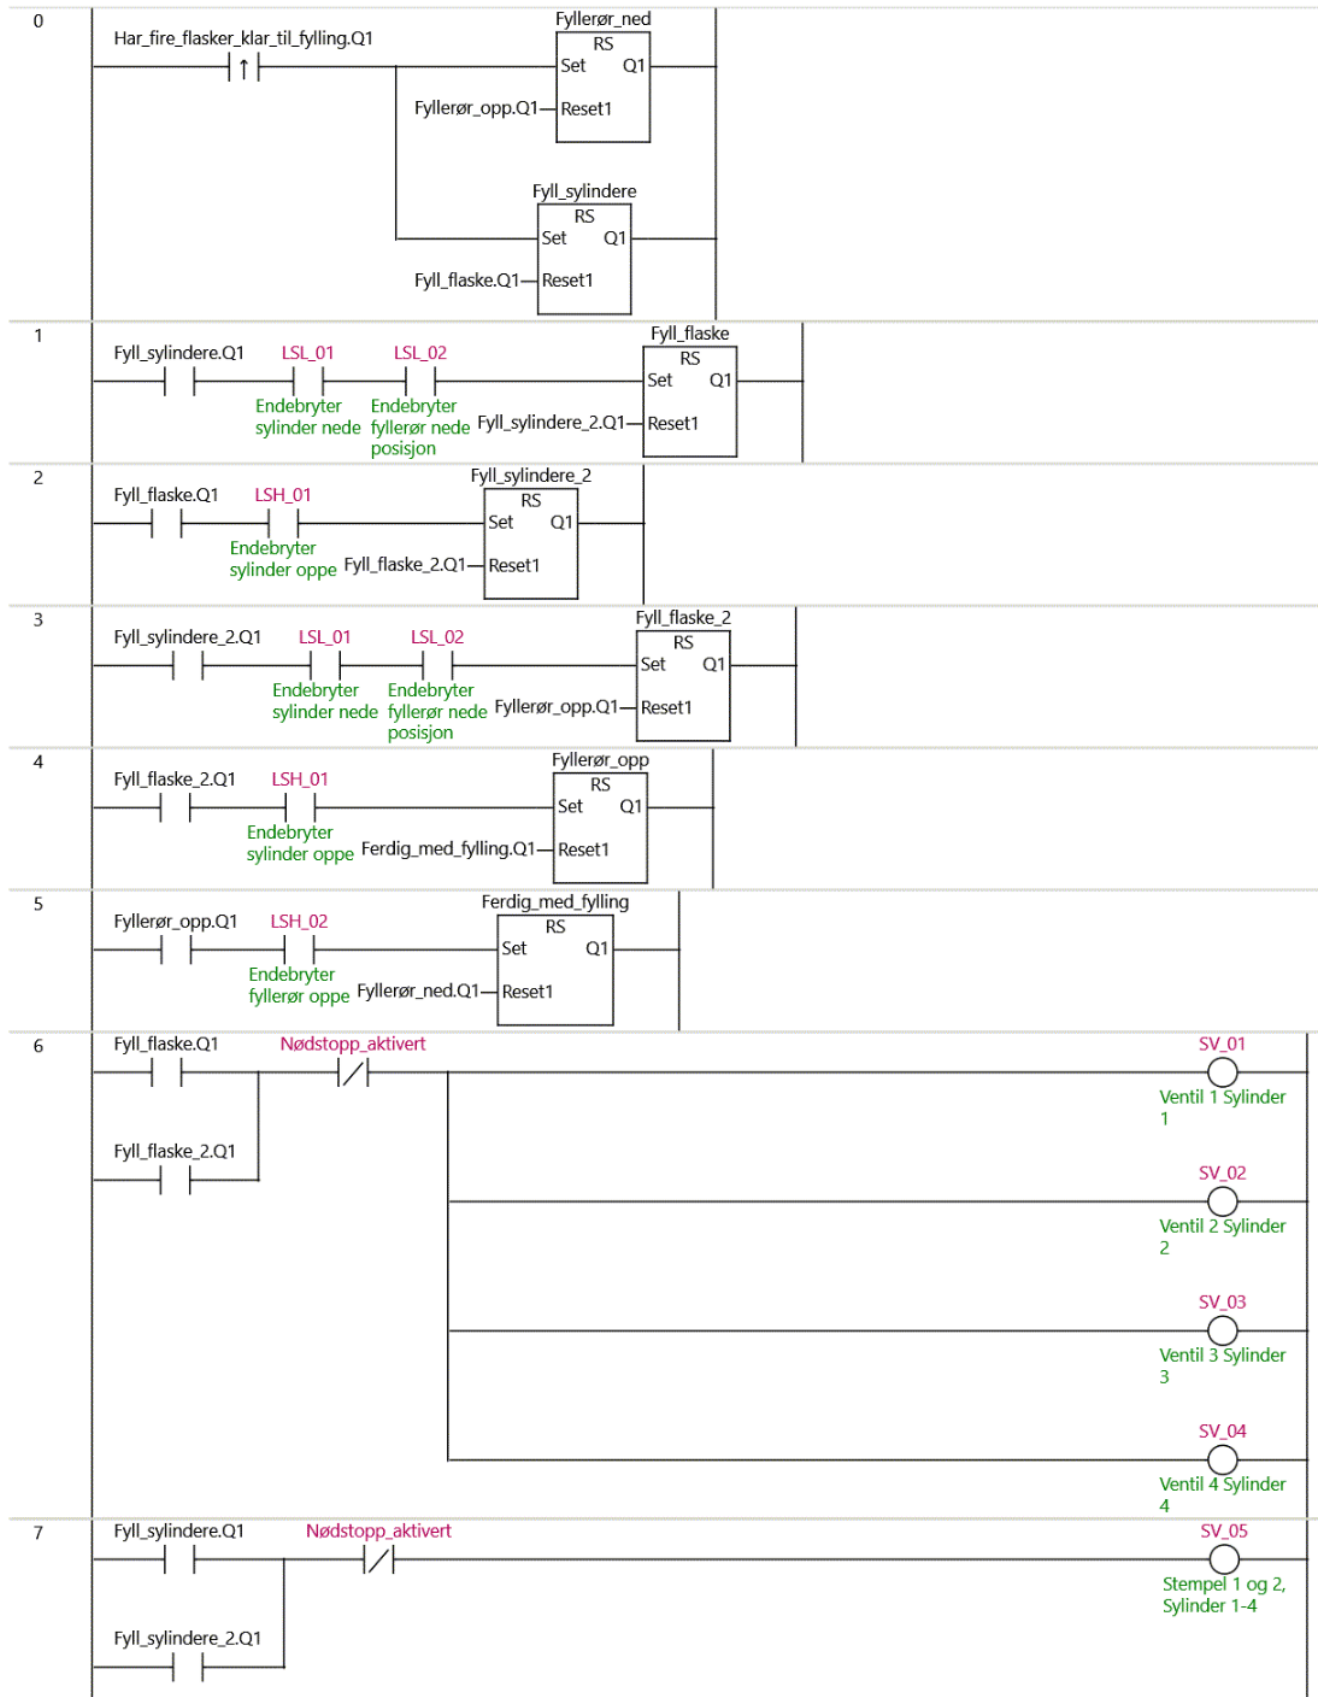 0
Fyllerør_ned
Har_fire_flasker_klar_til_fylling.Q1
RS
Set Q1
Fyllerør_opp.Q1 Reset1
Fyll_sylindere
RS
Set Q1
Fyll_flaske.Q1 Reset1
1
Fyll_flaske
Fyll_sylindere.Q1 LSL_01 LSL_02
RS
Set Q1
Endebryter Endebryter
sylinder nede fyllerør nede Fyll_sylindere_2.Q1 Reset1
posisjon
2
Fyll_sylindere_2
Fyll_flaske.Q1 LSH_01
RS
Set Q1
Endebryter
sylinder oppe Fyll_flaske_2.Q1 Reset1
3
Fyll_flaske_2
Fyll_sylindere_2.Q1 LSL_01 LSL_02
RS
Set Q1
Endebryter Endebryter
sylinder nede fyllerør nede Fyllerør_opp.Q1 Reset1
posisjon
4
Fyllerør_opp
Fyll_flaske_2.Q1 LSH_01
RS
Set Q1
Endebryter
sylinder oppe Ferdig_med_fylling.Q1 Reset1
5
Ferdig_med_fylling
Fyllerør_opp.Q1 LSH_02
RS
Set Q1
Endebryter
fyllerør oppe Fyllerør_ned.Q1 Reset1
6
Fyll_flaske.Q1 Nødstopp_aktivert SV_01
Ventil 1 Sylinder
1
Fyll_flaske_2.Q1
SV_02
Ventil 2 Sylinder
2
SV_03
Ventil 3 Sylinder
3
SV_04
Ventil 4 Sylinder
4
7
Fyll_sylindere.Q1 Nødstopp_aktivert SV_05
Stempel 1 og 2,
Sylinder 1-4
Fyll_sylindere_2.Q1